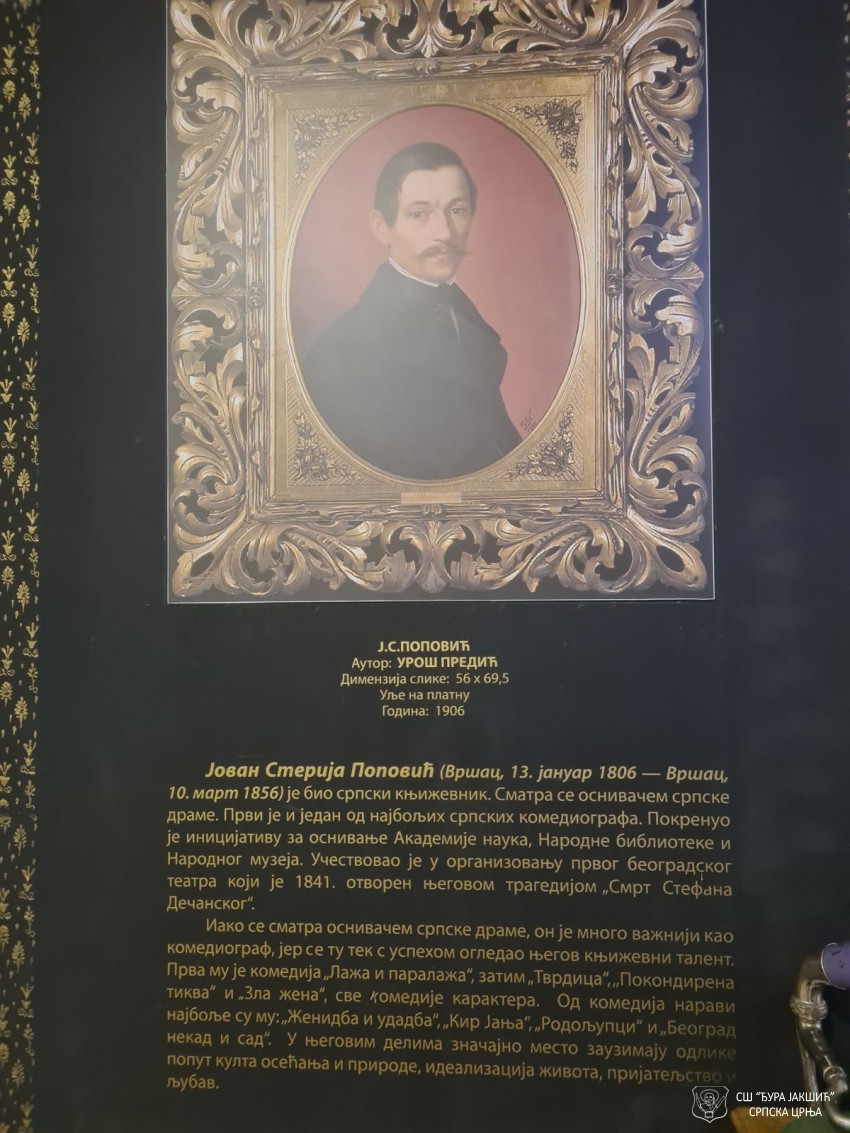 Ј.С.ПОПОВИЋ
Аутор: УРОШ ПРЕДИЋ
Димензија слике: 56 x 69,5
Уље на платну
Година: 1906
Јован Стерија Поповић (Вршац, 13. јануар 1806 — Вршац,
10. март 1856) је био српски књижевник. Сматра се оснивачем српске
драме. Први је и један од најбољих српских комедиографа. Покренуо
је иницијативу за оснивање Академије наука, Народне библиотеке и
Народног музеја. Учествовао је у организовању првог београдског
театра који је 1841. отворен његовом трагедијом „Смрт Стефана
Дечанског“.
Иако се сматра оснивачем српске драме, он је много важнији као
комедиограф, јер се ту тек с успехом огледао његов књижевни талент.
Прва му је комедија „Лажа и паралажа“, затим „Тврдица“, „Покондирена
тиква“ и „Зла жена“, све комедије карактера. Од комедија нарави
најбоље су му: „Женидба и удадба“, „Кир Јања“, „Родољупци“ и „Београд
некад и сад“. У његовим делима значајно место заузимају одлике
попут култа осећања и природе, идеализација живота, пријатељство и
љубав.
СШ "ЂУРА ЈАКШИЋ"
СРПСКА ЦРЊА